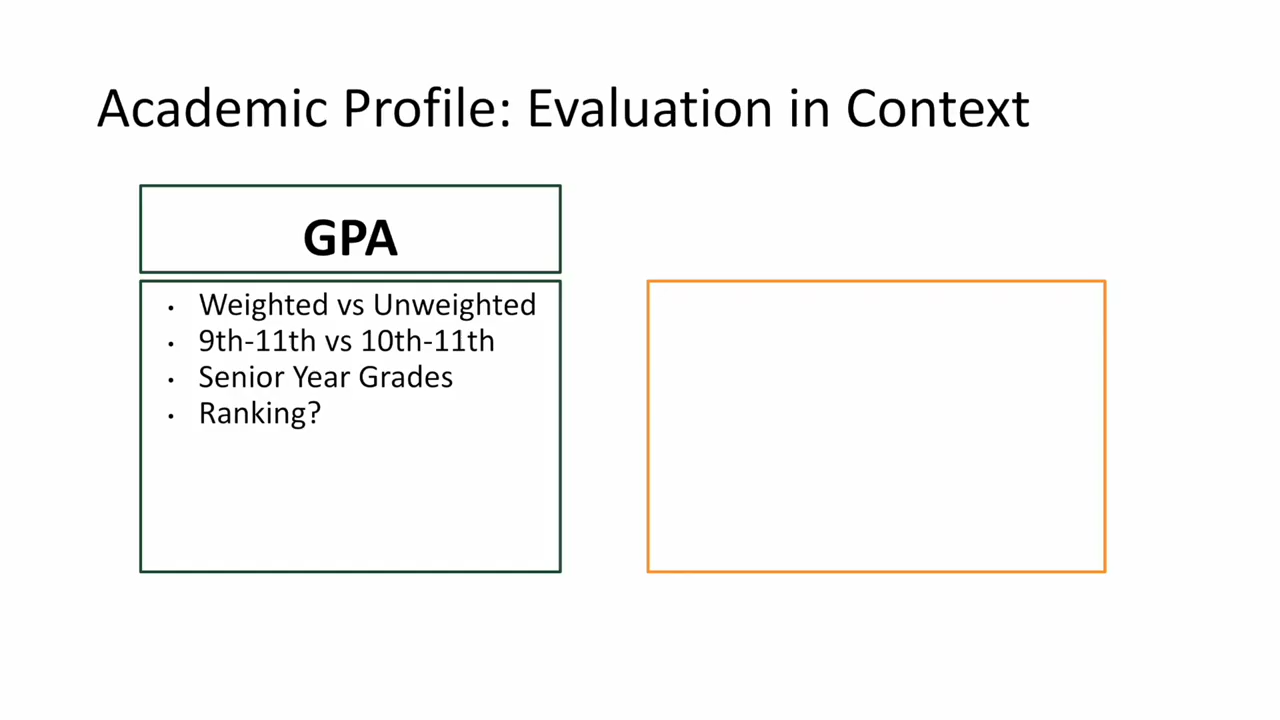 Academic Profile: Evaluation in Context
GPA
• Weighted vs Unweighted
• 9th-11th vs 10th-11th
• Senior Year Grades
• Ranking?